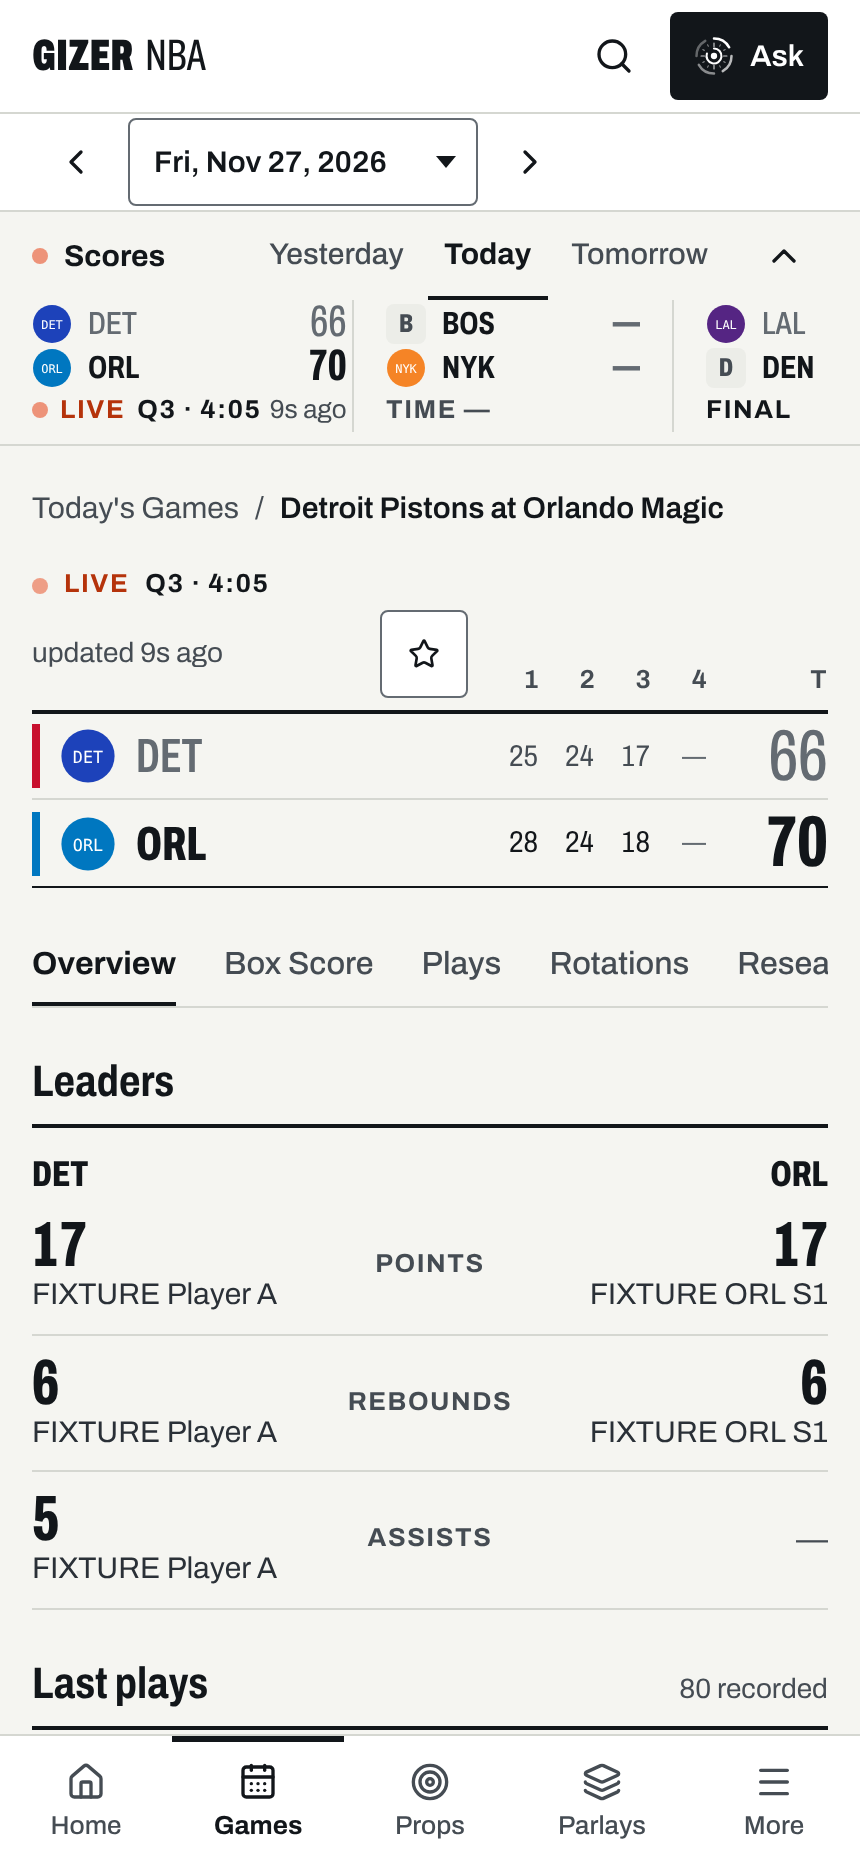 GIZER NBA
Ask
Fri, Nov 27, 2026
Scores
Yesterday Today Tomorrow
DET DET 66
ORL ORL 70
LIVE Q3 · 4:05 9s ago
B BOS —
NYK NYK —
TIME —
LAL LAL
D DEN
FINAL
Today's Games / Detroit Pistons at Orlando Magic
LIVE Q3 · 4:05
updated 9s ago
1 2 3 4 T
DET DET 25 24 17 — 66
ORL ORL 28 24 18 — 70
Overview Box Score Plays Rotations Resea
Leaders
DET ORL
17 POINTS 17
FIXTURE Player A FIXTURE ORL S1
6 REBOUNDS 6
FIXTURE Player A FIXTURE ORL S1
5 ASSISTS —
FIXTURE Player A
Last plays 80 recorded
Home Games Props Parlays More